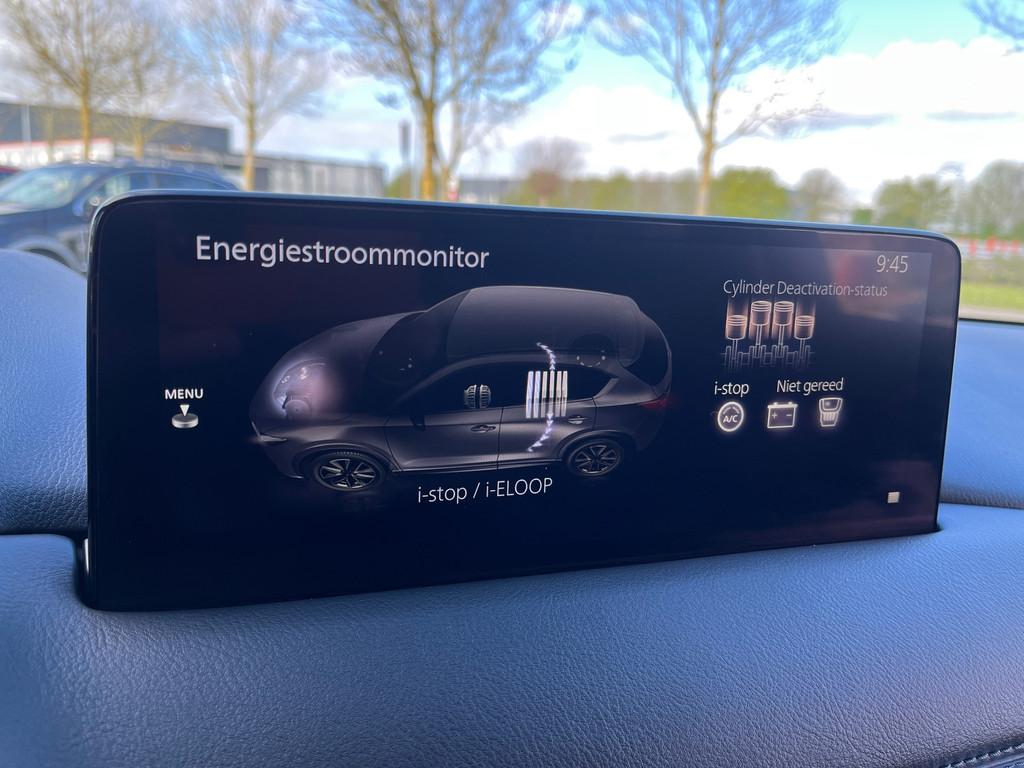 Energiestroommonitor
9:45
Cylinder Deactivation-status
MENU
i-stop Niet gereed
A/C
i-stop / i-ELOOP